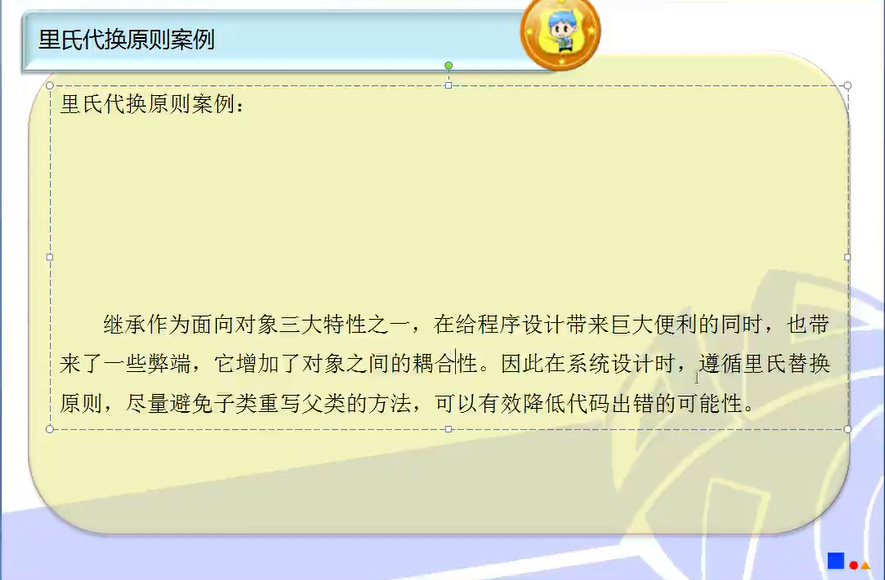 里氏代换原则案例
里氏代换原则案例：
继承作为面向对象三大特性之一，在给程序设计带来巨大便利的同时，也带
来了一些弊端，它增加了对象之间的耦合性。因此在系统设计时，遵循里氏替换
原则，尽量避免子类重写父类的方法，可以有效降低代码出错的可能性。